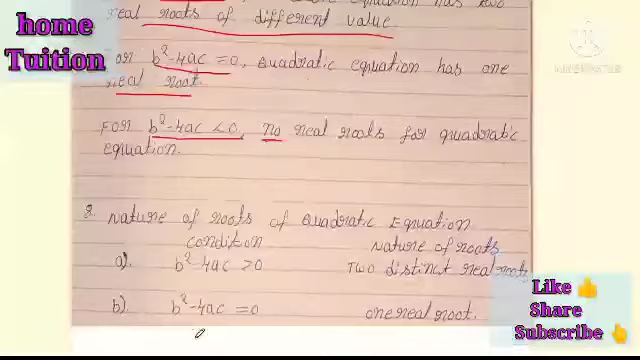 home
Tuition
real roots of different value.
For b²-4ac = 0, quadratic equation has one
real root.
For b²-4ac < 0, no real roots for quadratic
equation.
8. Nature of roots of Quadratic Equation
condition Nature of roots
a). b²-4ac > 0 Two distinct real roots
b). b²-4ac = 0 one real root.
Like 👍
Share
Subscribe 👆